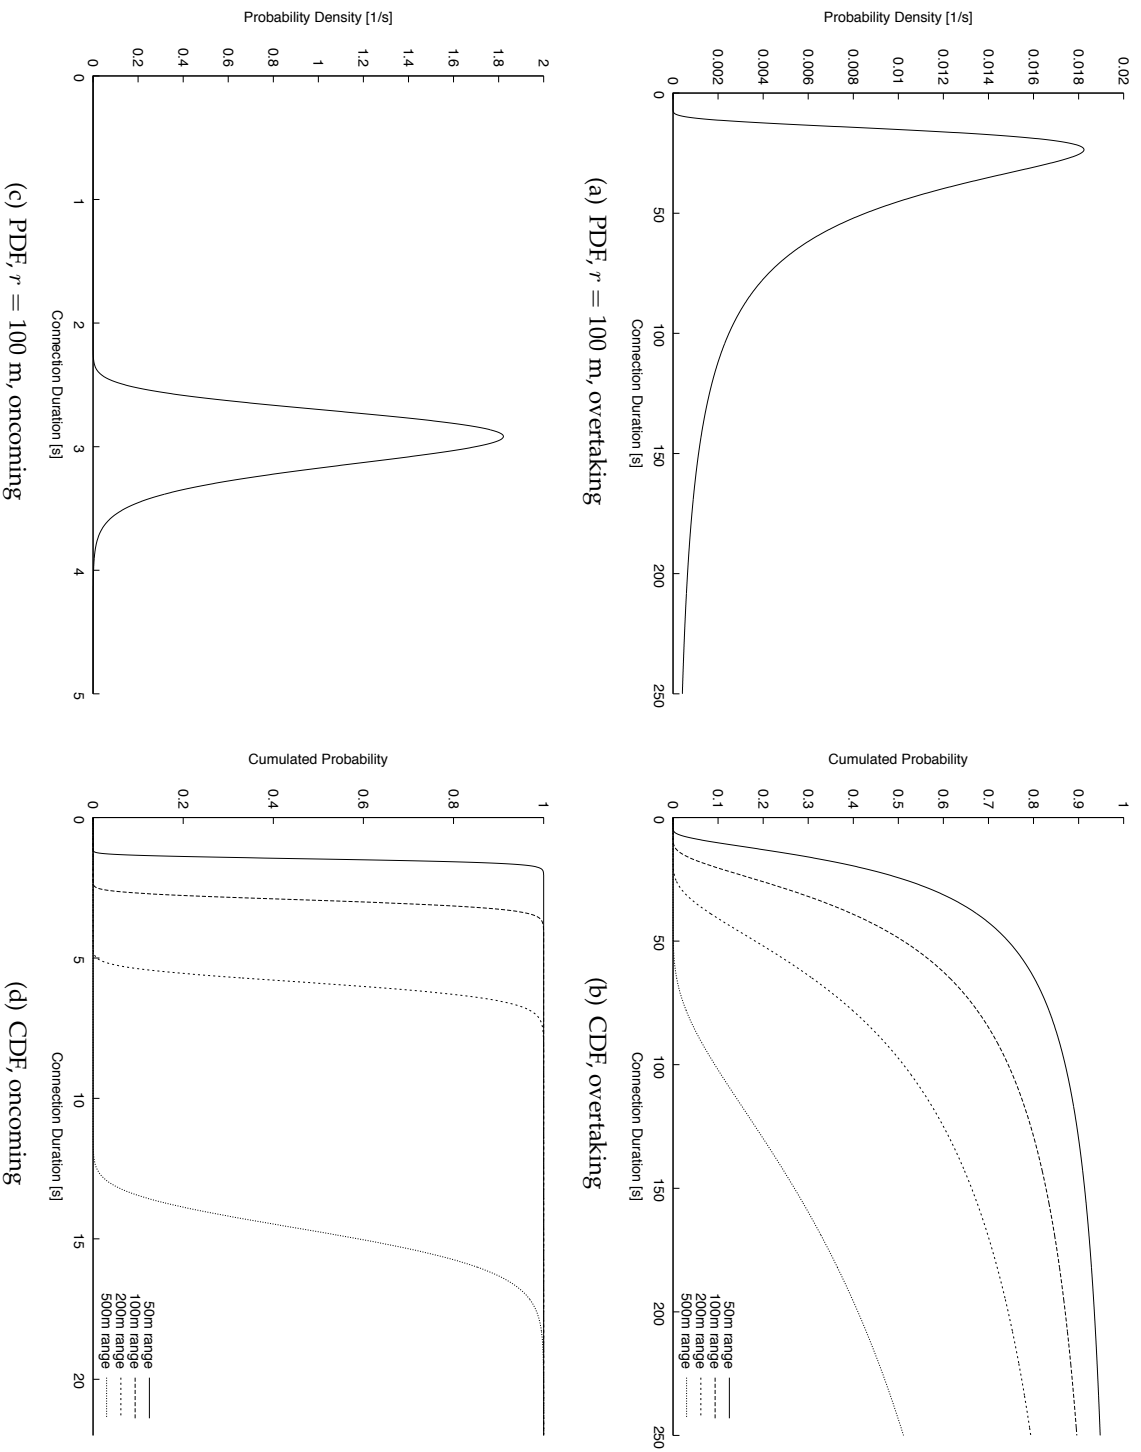 Probability Density [1/s]
0.02
0.018
0.016
0.014
0.012
0.01
0.008
0.006
0.004
0.002
0
0 50 100 150 200 250
Connection Duration [s]
(a) PDF, r = 100 m, overtaking
Cumulated Probability
1
0.9
0.8
0.7
0.6
0.5
0.4
0.3
0.2
0.1
0
0 50 100 150 200 250
Connection Duration [s]
50m range
100m range
200m range
500m range
(b) CDF, overtaking
Probability Density [1/s]
2
1.8
1.6
1.4
1.2
1
0.8
0.6
0.4
0.2
0
0 1 2 3 4 5
Connection Duration [s]
(c) PDF, r = 100 m, oncoming
Cumulated Probability
1
0.8
0.6
0.4
0.2
0
0 5 10 15 20
Connection Duration [s]
50m range
100m range
200m range
500m range
(d) CDF, oncoming